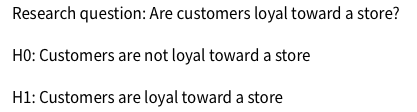 Research question: Are customers loyal toward a store?
H0: Customers are not loyal toward a store
H1: Customers are loyal toward a store